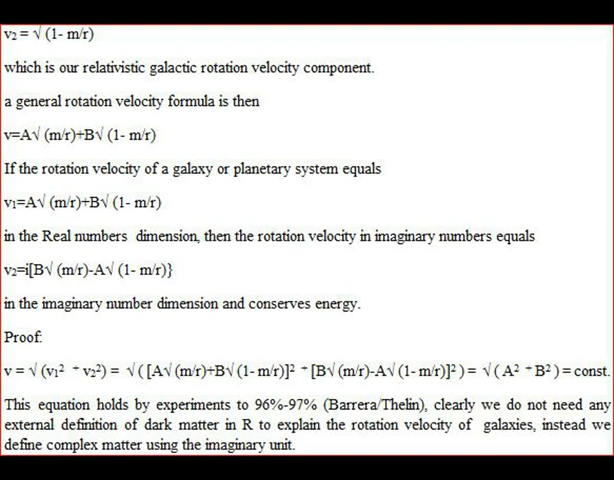 v₂ = √ (1- m/r)
which is our relativistic galactic rotation velocity component.
a general rotation velocity formula is then
v=A√ (m/r)+B√ (1- m/r)
If the rotation velocity of a galaxy or planetary system equals
v₁=A√ (m/r)+B√ (1- m/r)
in the Real numbers dimension, then the rotation velocity in imaginary numbers equals
v₂=i[B√ (m/r)-A√ (1- m/r)}
in the imaginary number dimension and conserves energy.
Proof:
v = √ (v₁² ⁺ v₂²) = √ ( [A√ (m/r)+B√ (1- m/r)]² ⁺ [B√ (m/r)-A√ (1- m/r)]² ) = √ ( A² ⁺ B² ) = const.
This equation holds by experiments to 96%-97% (Barrera/Thelin), clearly we do not need any
external definition of dark matter in R to explain the rotation velocity of galaxies, instead we
define complex matter using the imaginary unit.